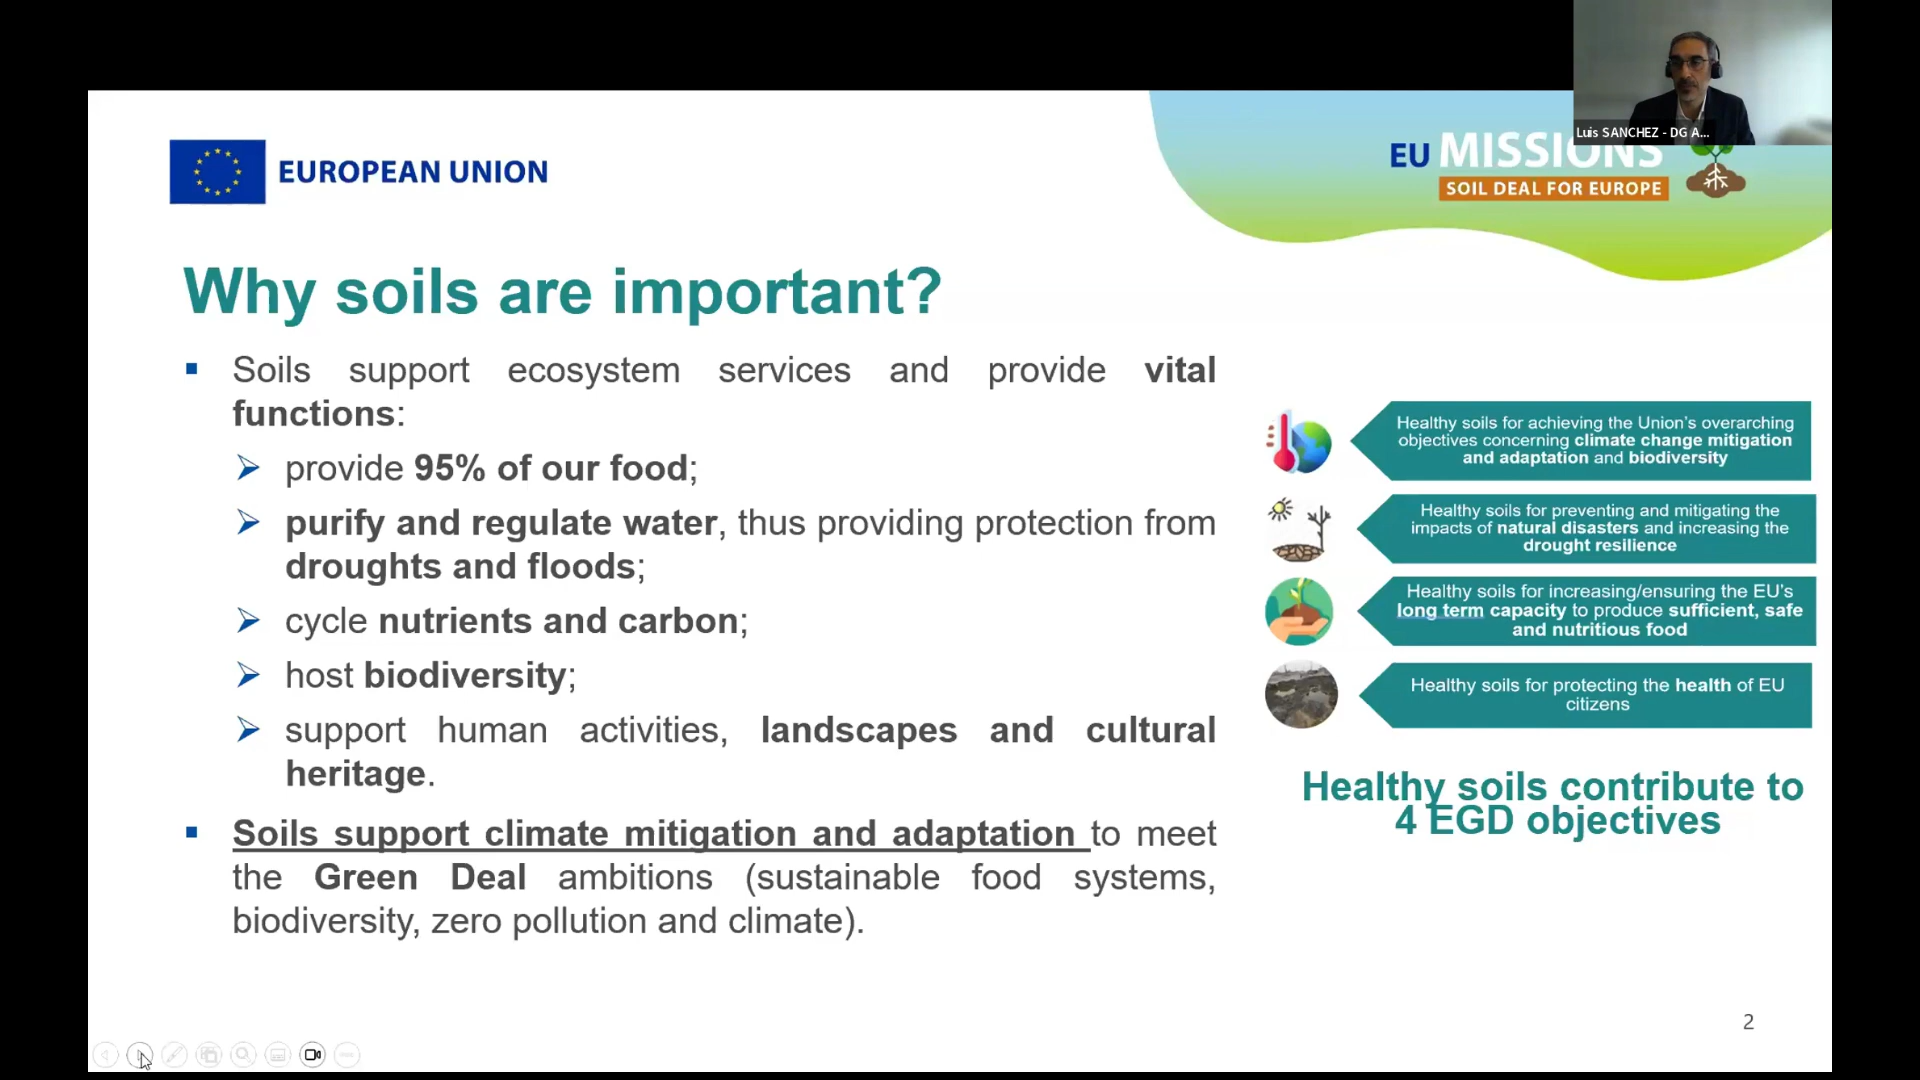 Luis SANCHEZ - DG A...
EUROPEAN UNION
EU MISSIONS
SOIL DEAL FOR EUROPE
Why soils are important?
Soils support ecosystem services and provide vital
functions:
provide 95% of our food;
purify and regulate water, thus providing protection from
droughts and floods;
cycle nutrients and carbon;
host biodiversity;
support human activities, landscapes and cultural
heritage.
Soils support climate mitigation and adaptation to meet
the Green Deal ambitions (sustainable food systems,
biodiversity, zero pollution and climate).
Healthy soils for achieving the Union's overarching
objectives concerning climate change mitigation
and adaptation and biodiversity
Healthy soils for preventing and mitigating the
impacts of natural disasters and increasing the
drought resilience
Healthy soils for increasing/ensuring the EU's
long term capacity to produce sufficient, safe
and nutritious food
Healthy soils for protecting the health of EU
citizens
Healthy soils contribute to
4 EGD objectives
2